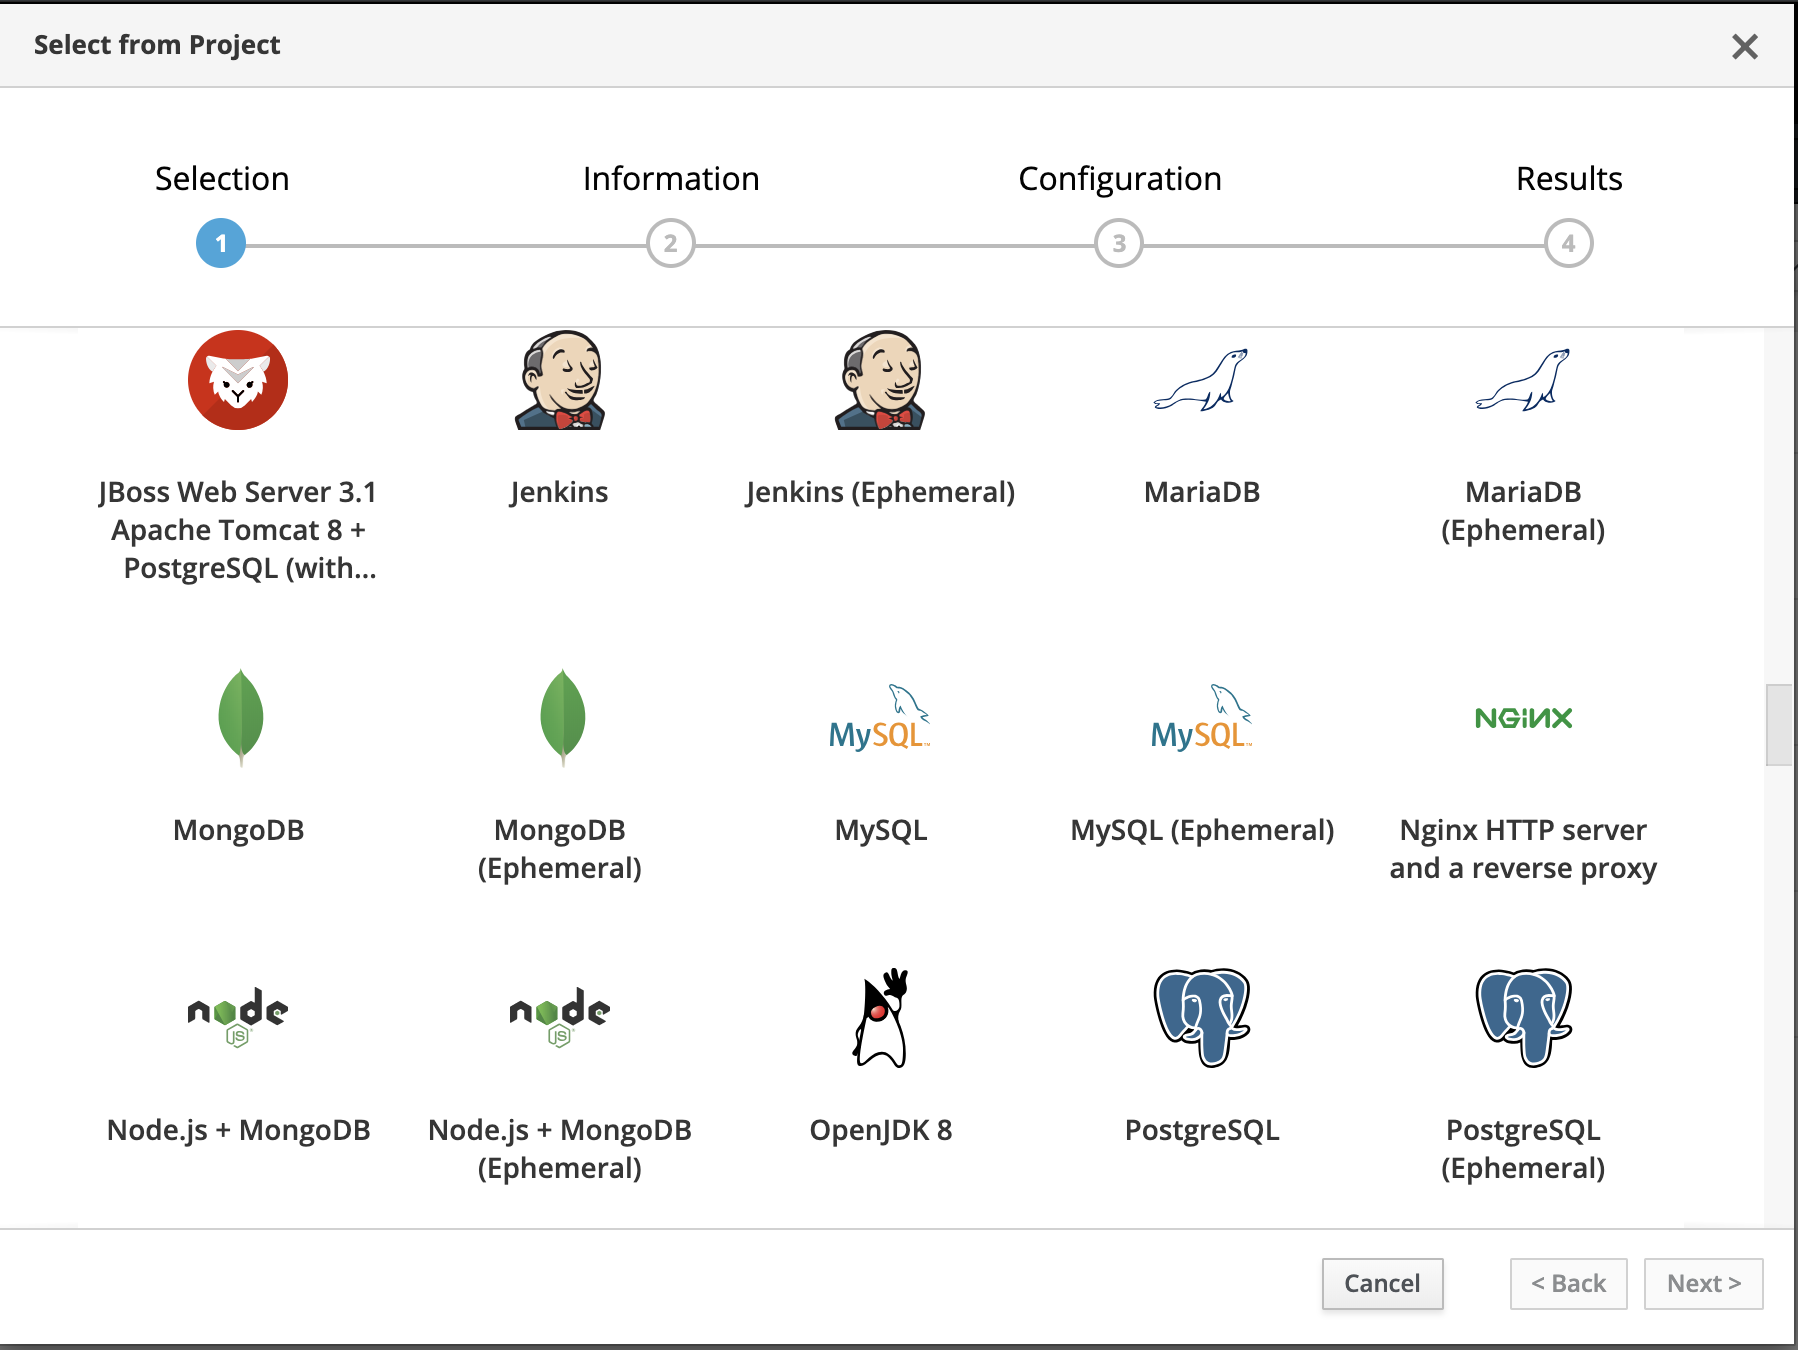 Select from Project
Selection Information Configuration Results
1 2 3 4
JBoss Web Server 3.1
Apache Tomcat 8 +
PostgreSQL (with...
Jenkins
Jenkins (Ephemeral)
MariaDB
MariaDB
(Ephemeral)
MongoDB
MongoDB
(Ephemeral)
MySQL™
MySQL
MySQL™
MySQL (Ephemeral)
NGINX
Nginx HTTP server
and a reverse proxy
node
JS
Node.js + MongoDB
node
JS
Node.js + MongoDB
(Ephemeral)
OpenJDK 8
PostgreSQL
PostgreSQL
(Ephemeral)
Cancel < Back Next >